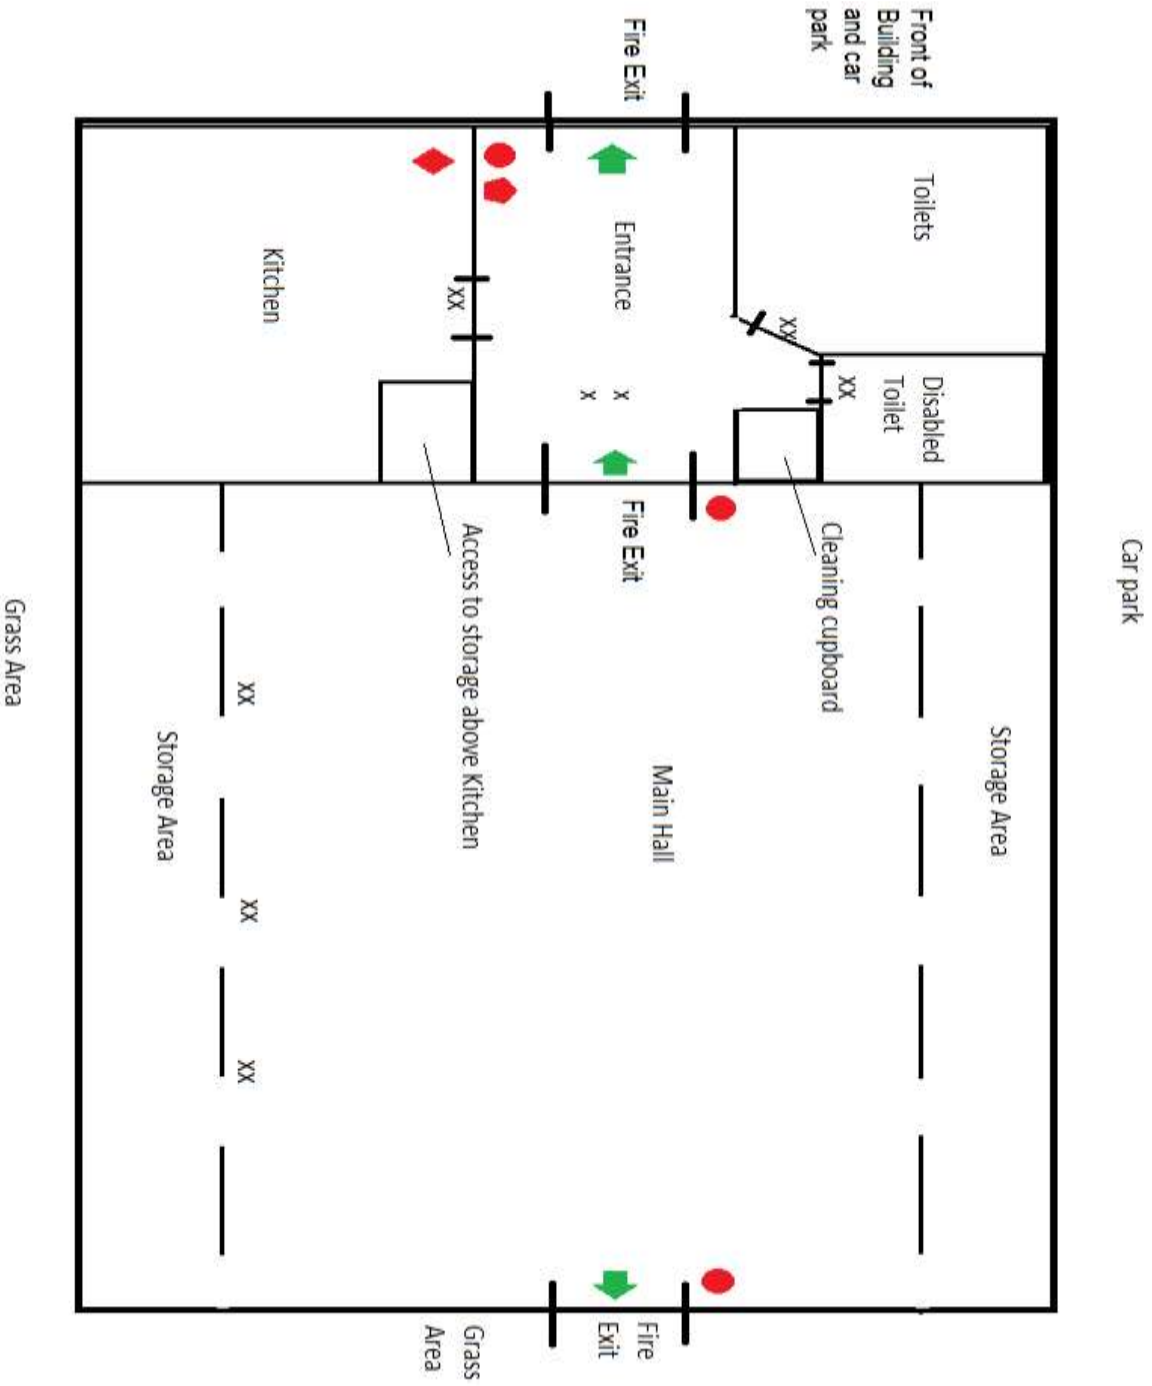 Car park
Front of
Building
and car
park
Toilets
Disabled
Toilet
XX
XX
Storage Area
Cleaning cupboard
Fire Exit
Entrance
x
x
Fire Exit
Main Hall
Fire
Exit
XX
Kitchen
Access to storage above Kitchen
Grass
Area
XX
XX
XX
Storage Area
Grass Area